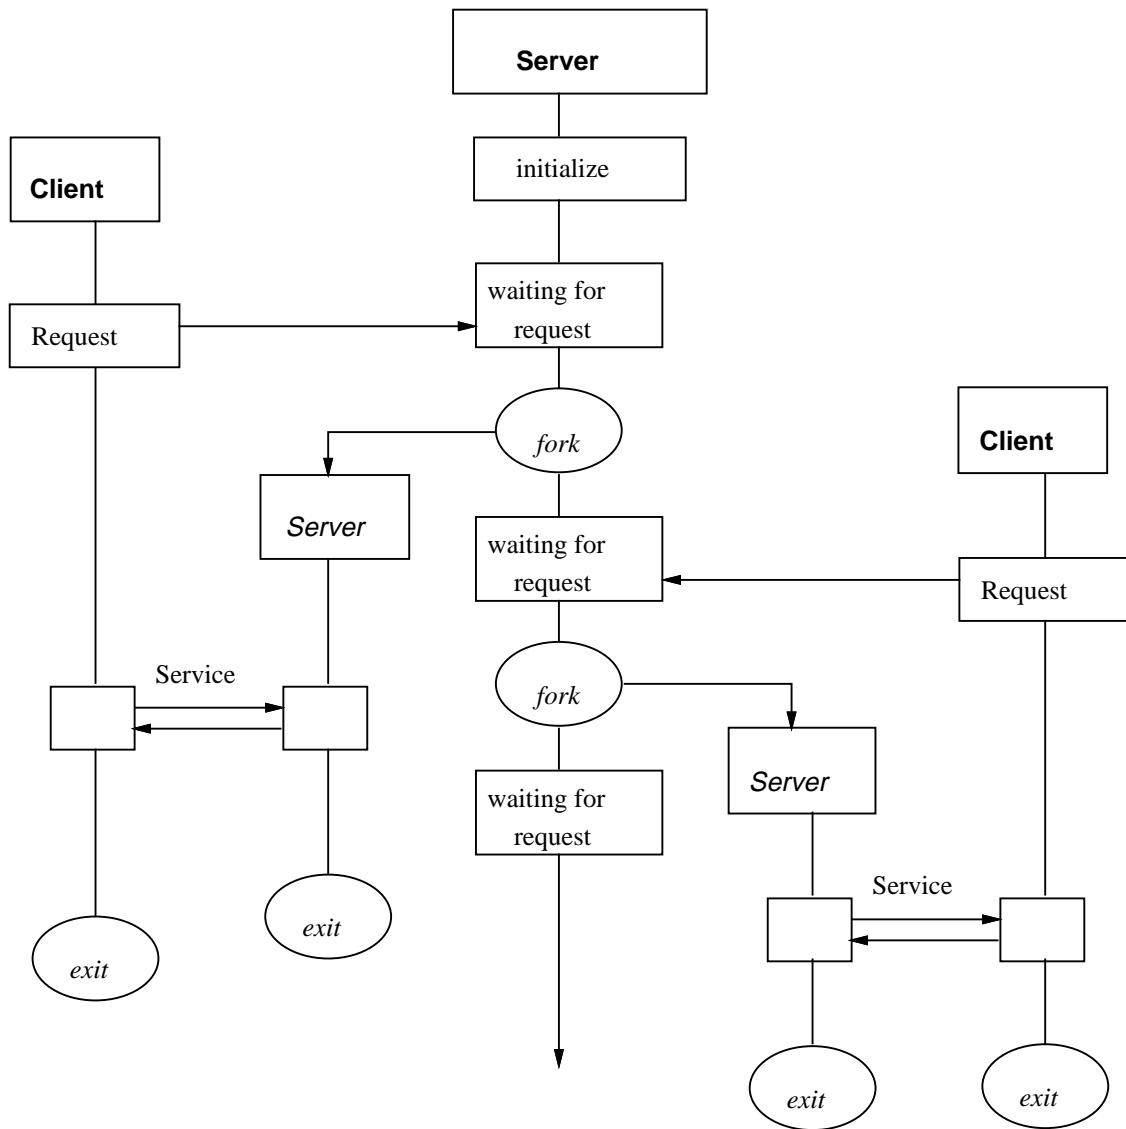 Server
initialize
Client
waiting for
request
Request
fork
Client
Server
waiting for
request
Request
Service
fork
Server
waiting for
request
Service
exit
exit
exit
exit